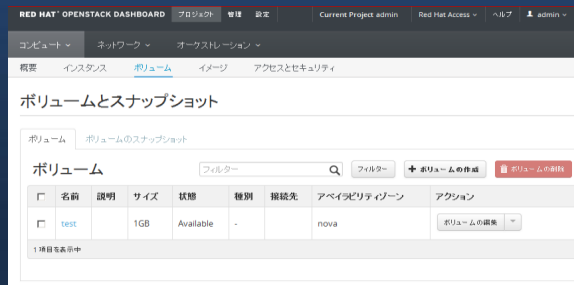 RED HAT® OPENSTACK DASHBOARD プロジェクト 管理 設定 Current Project admin Red Hat Access ヘルプ admin
コンピュート ネットワーク オーケストレーション
概要 インスタンス ボリューム イメージ アクセスとセキュリティ
ボリュームとスナップショット
ボリューム ボリュームのスナップショット
ボリューム フィルター フィルター + ボリュームの作成 ボリュームの削除
名前 説明 サイズ 状態 種別 接続先 アベイラビリティゾーン アクション
test 1GB Available - nova ボリュームの編集
1 項目を表示中